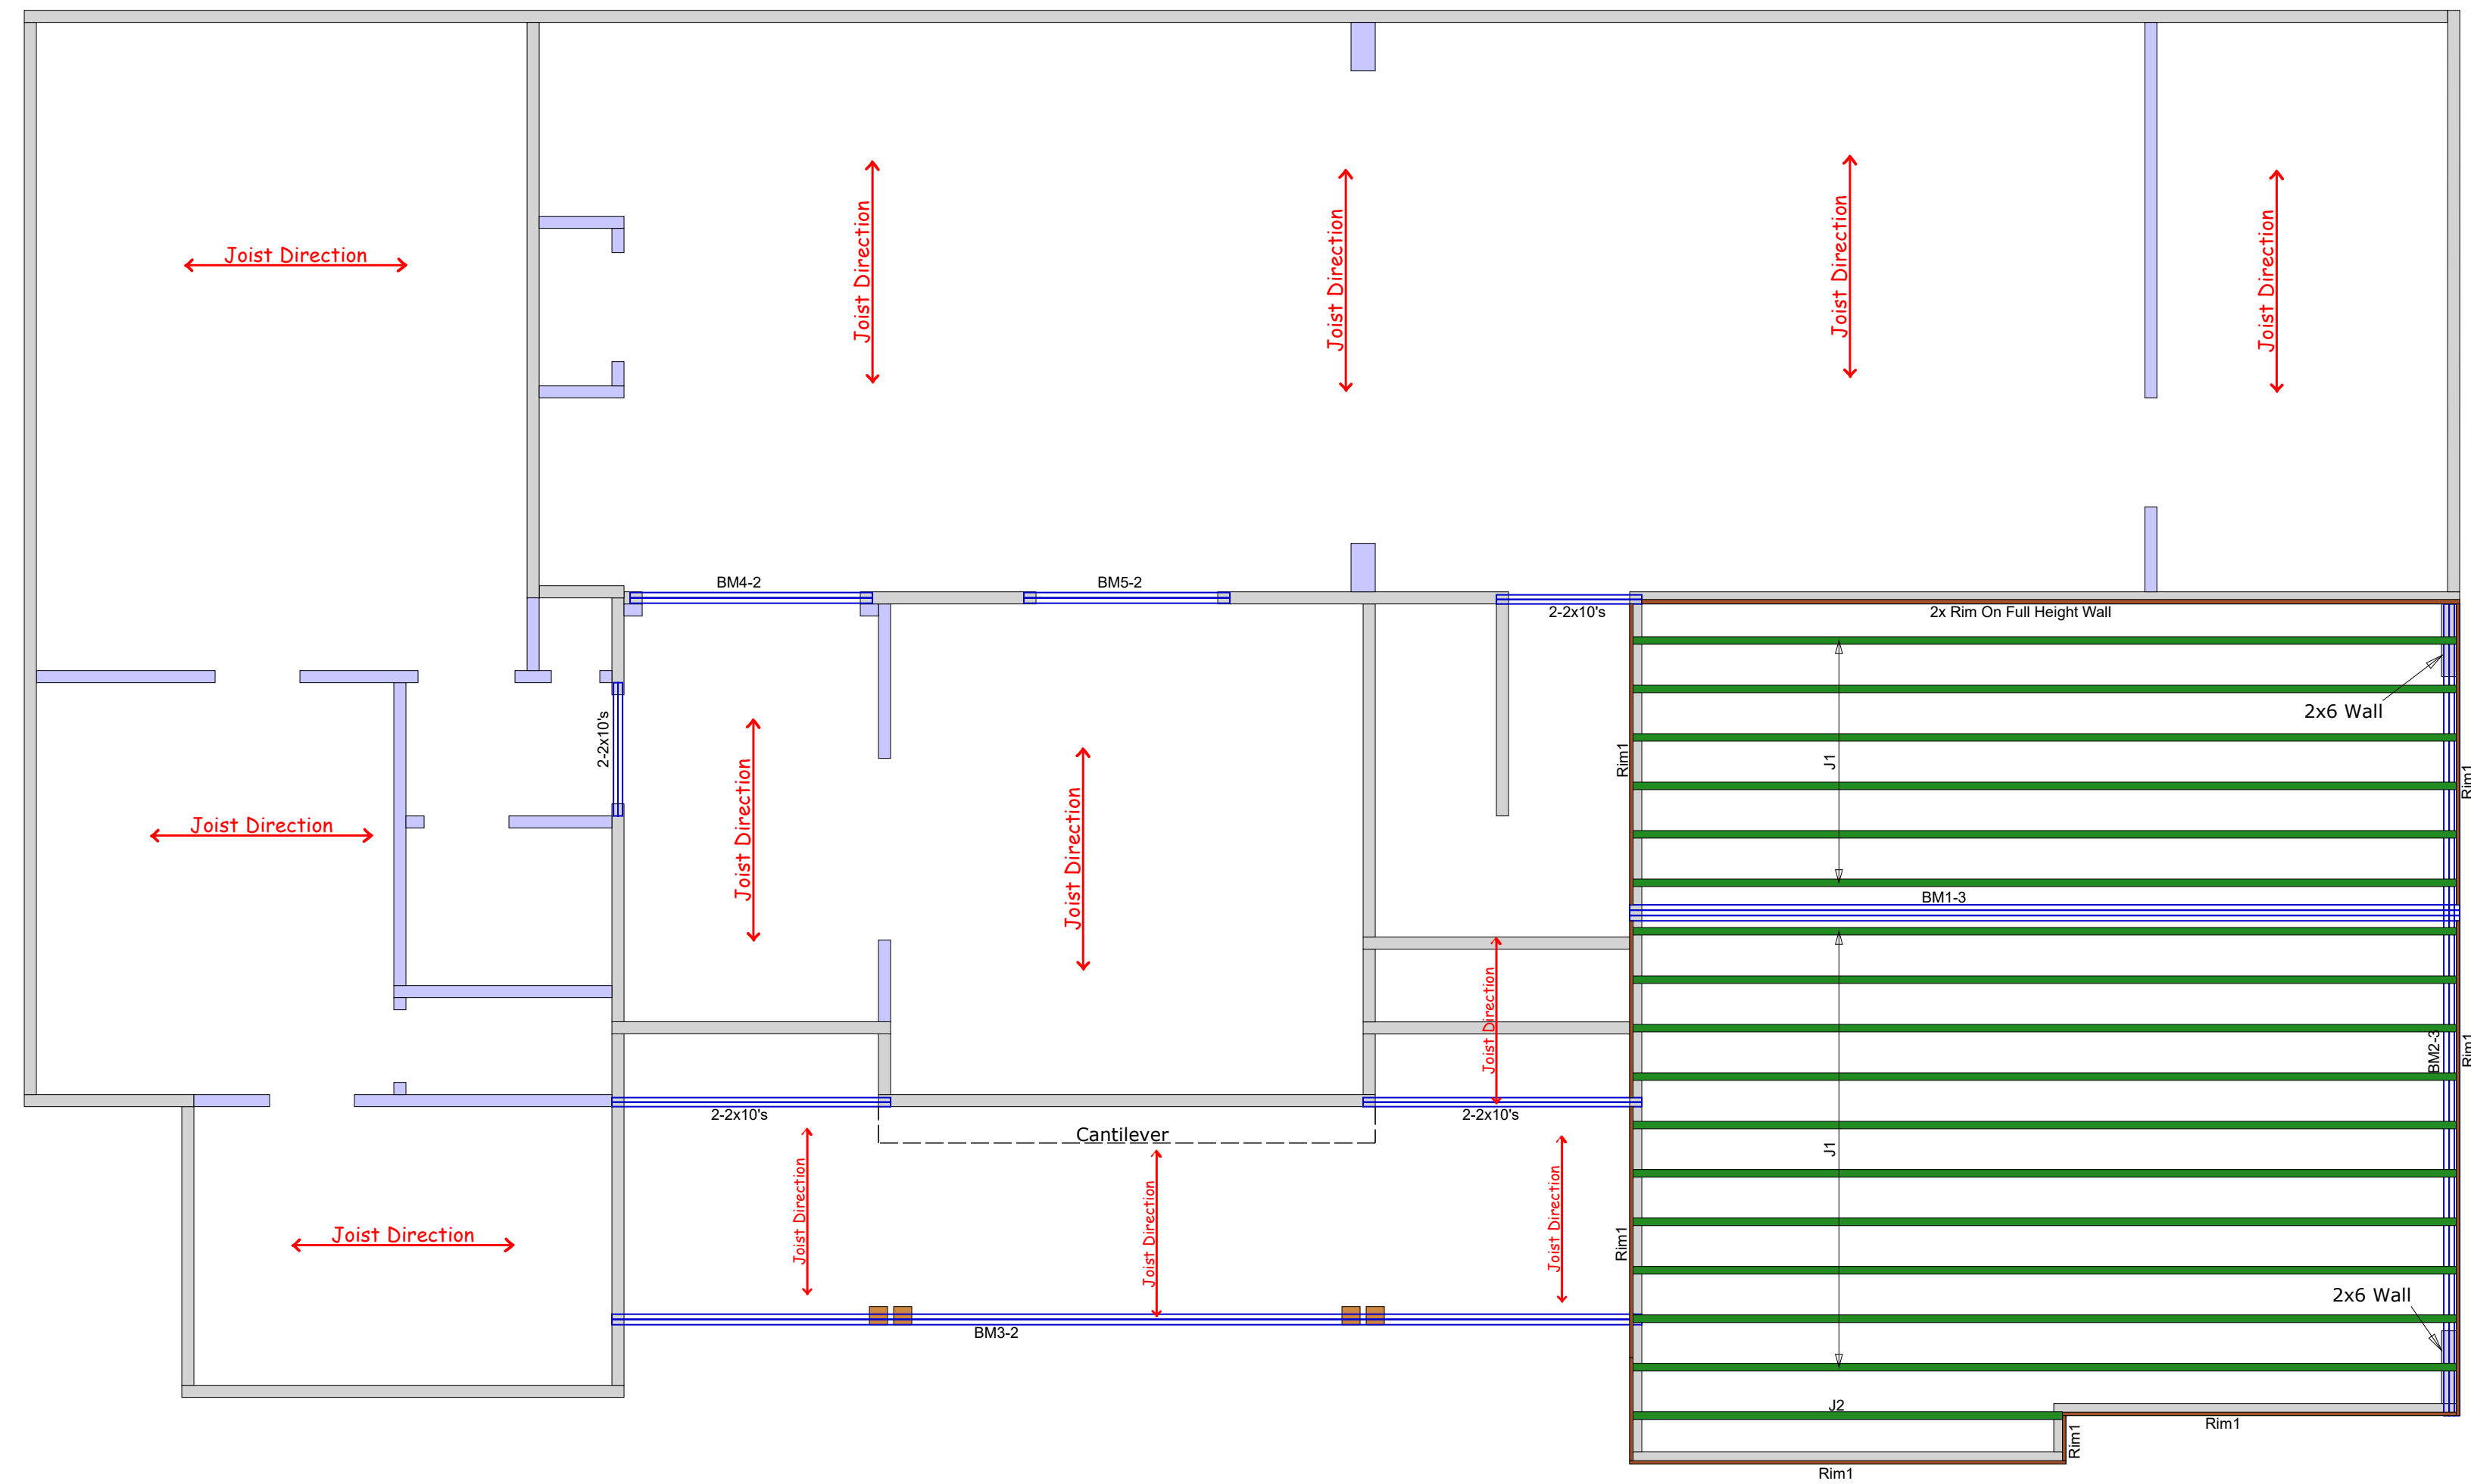 Joist Direction
Joist Direction
Joist Direction
Joist Direction
Joist Direction
BM4-2
BM5-2
2-2x10's
2x Rim On Full Height Wall
2x6 Wall
2-2x10's
Rim1
J1
Rim1
Joist Direction
Joist Direction
Joist Direction
BM1-3
Joist Direction
BM2-3
Rim1
2-2x10's
Cantilever
2-2x10's
J1
Joist Direction
Joist Direction
Joist Direction
Joist Direction
Rim1
2x6 Wall
BM3-2
J2
Rim1
Rim1
Rim1